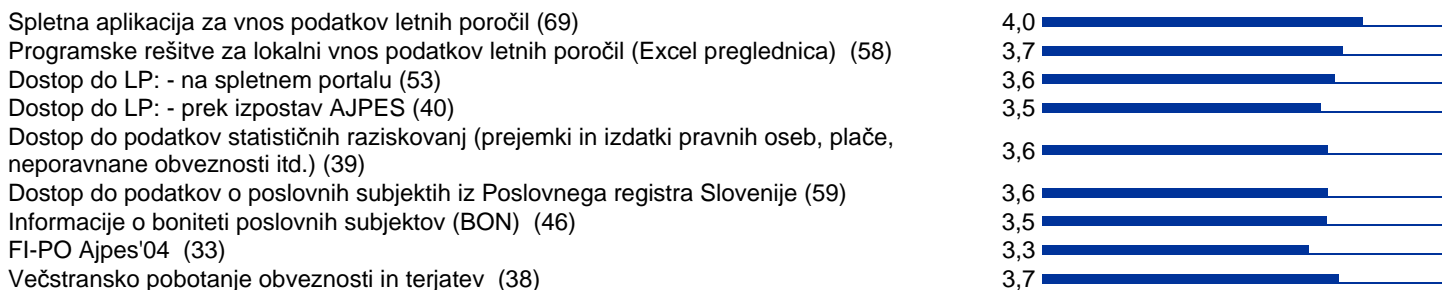 Spletna aplikacija za vnos podatkov letnih poročil (69) 4,0
Programske rešitve za lokalni vnos podatkov letnih poročil (Excel preglednica)  (58) 3,7
Dostop do LP: - na spletnem portalu (53) 3,6
Dostop do LP: - prek izpostav AJPES (40) 3,5
Dostop do podatkov statističnih raziskovanj (prejemki in izdatki pravnih oseb, plače,
neporavnane obveznosti itd.) (39) 3,6
Dostop do podatkov o poslovnih subjektih iz Poslovnega registra Slovenije (59) 3,6
Informacije o boniteti poslovnih subjektov (BON)  (46) 3,5
FI-PO Ajpes'04  (33) 3,3
Večstransko pobotanje obveznosti in terjatev  (38) 3,7